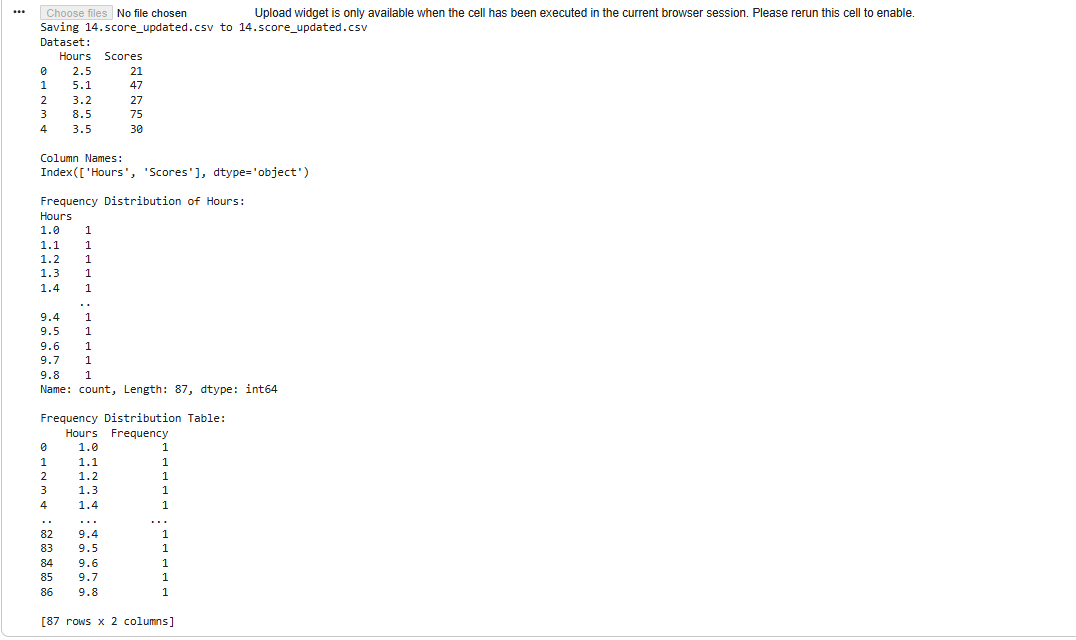 Choose files No file chosen Upload widget is only available when the cell has been executed in the current browser session. Please rerun this cell to enable.
Saving 14.score_updated.csv to 14.score_updated.csv
Dataset:
   Hours  Scores
0    2.5      21
1    5.1      47
2    3.2      27
3    8.5      75
4    3.5      30

Column Names:
Index(['Hours', 'Scores'], dtype='object')

Frequency Distribution of Hours:
Hours
1.0    1
1.1    1
1.2    1
1.3    1
1.4    1
      ..
9.4    1
9.5    1
9.6    1
9.7    1
9.8    1
Name: count, Length: 87, dtype: int64

Frequency Distribution Table:
    Hours  Frequency
0     1.0          1
1     1.1          1
2     1.2          1
3     1.3          1
4     1.4          1
..    ...        ...
82    9.4          1
83    9.5          1
84    9.6          1
85    9.7          1
86    9.8          1

[87 rows x 2 columns]